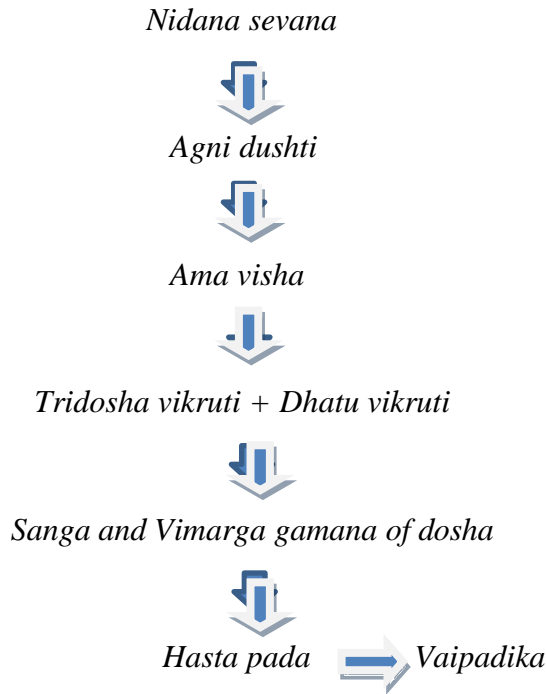 Nidana sevana
Agni dushti
Ama visha
Tridosha vikruti + Dhatu vikruti
Sanga and Vimarga gamana of dosha
Hasta pada Vaipadika